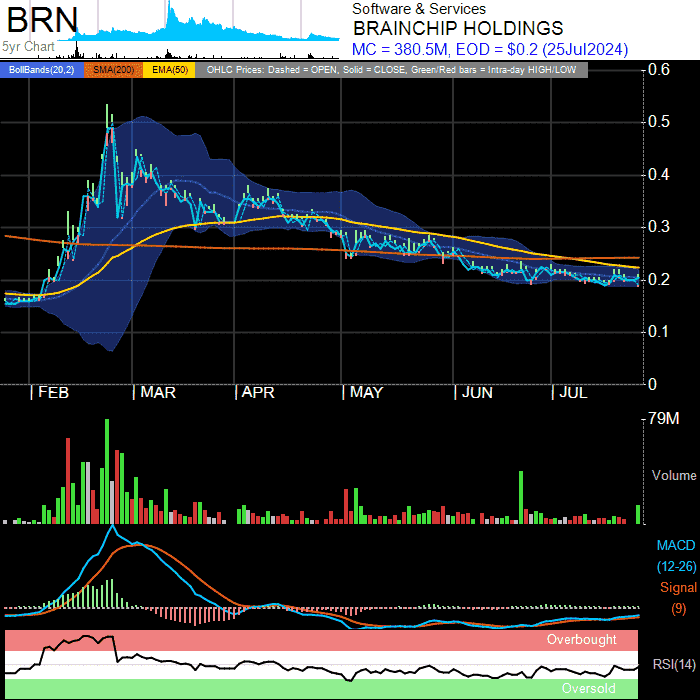 BRN
5yr Chart
Software & Services
BRAINCHIP HOLDINGS
MC = 380.5M, EOD = $0.2 (25Jul2024)
BollBands(20,2) SMA(200) EMA(50) OHLC Prices: Dashed = OPEN, Solid = CLOSE, Green/Red bars = Intra-day HIGH/LOW
0.6
0.5
0.4
0.3
0.2
0.1
0
| FEB | MAR | APR | MAY | JUN | JUL
79M
Volume
MACD
(12-26)
Signal
(9)
Overbought
RSI(14)
Oversold